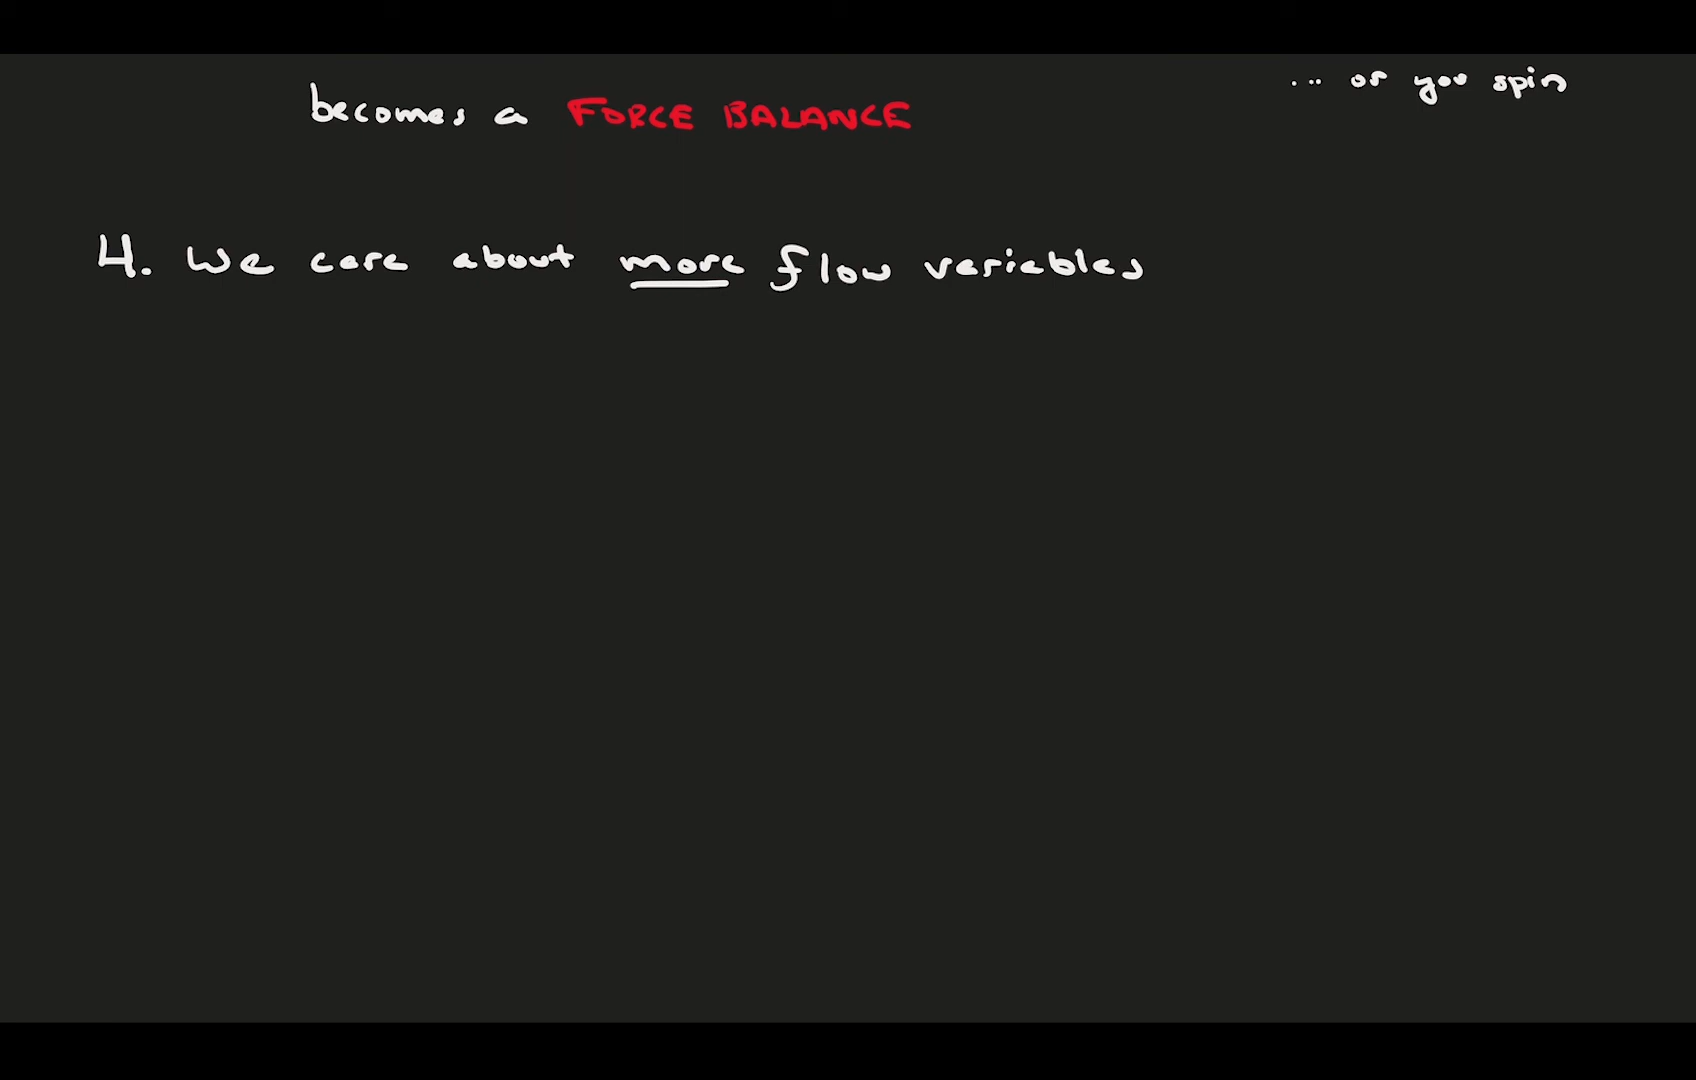 ... or you spin
becomes a FORCE BALANCE
4. We care about more flow variables